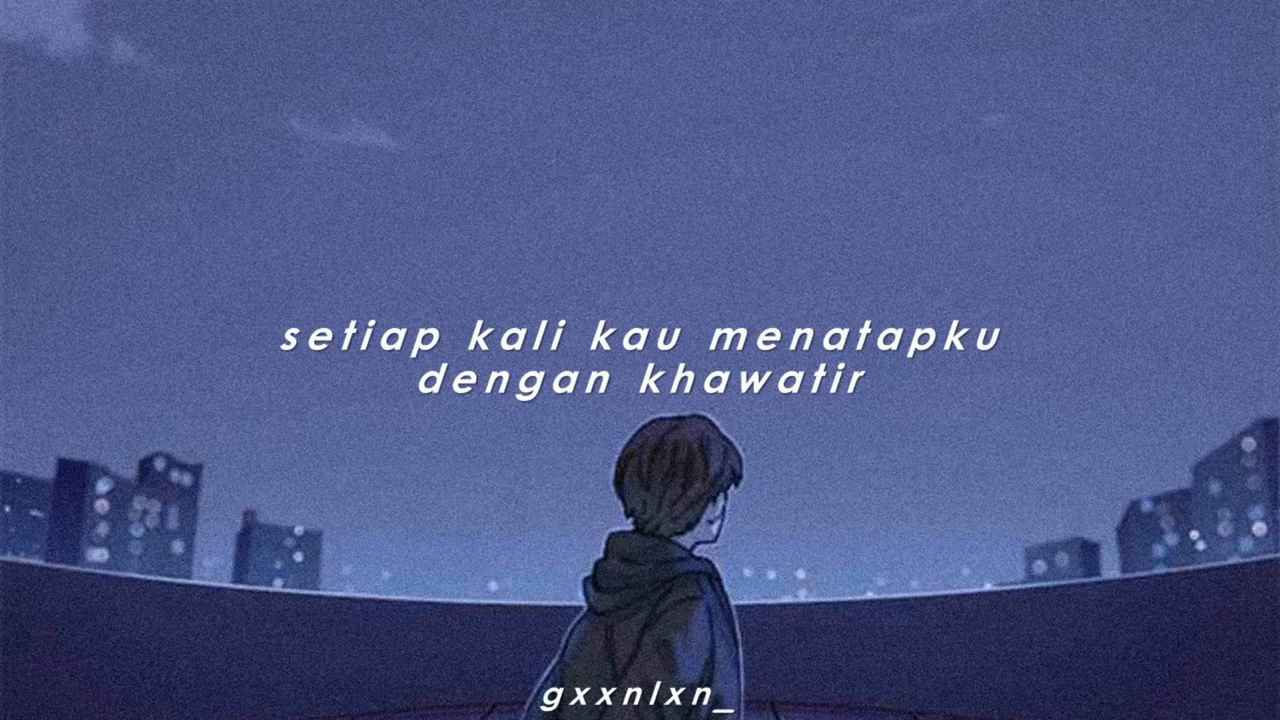 setiap kali kau menatapku
dengan khawatir
gxxnlxn_